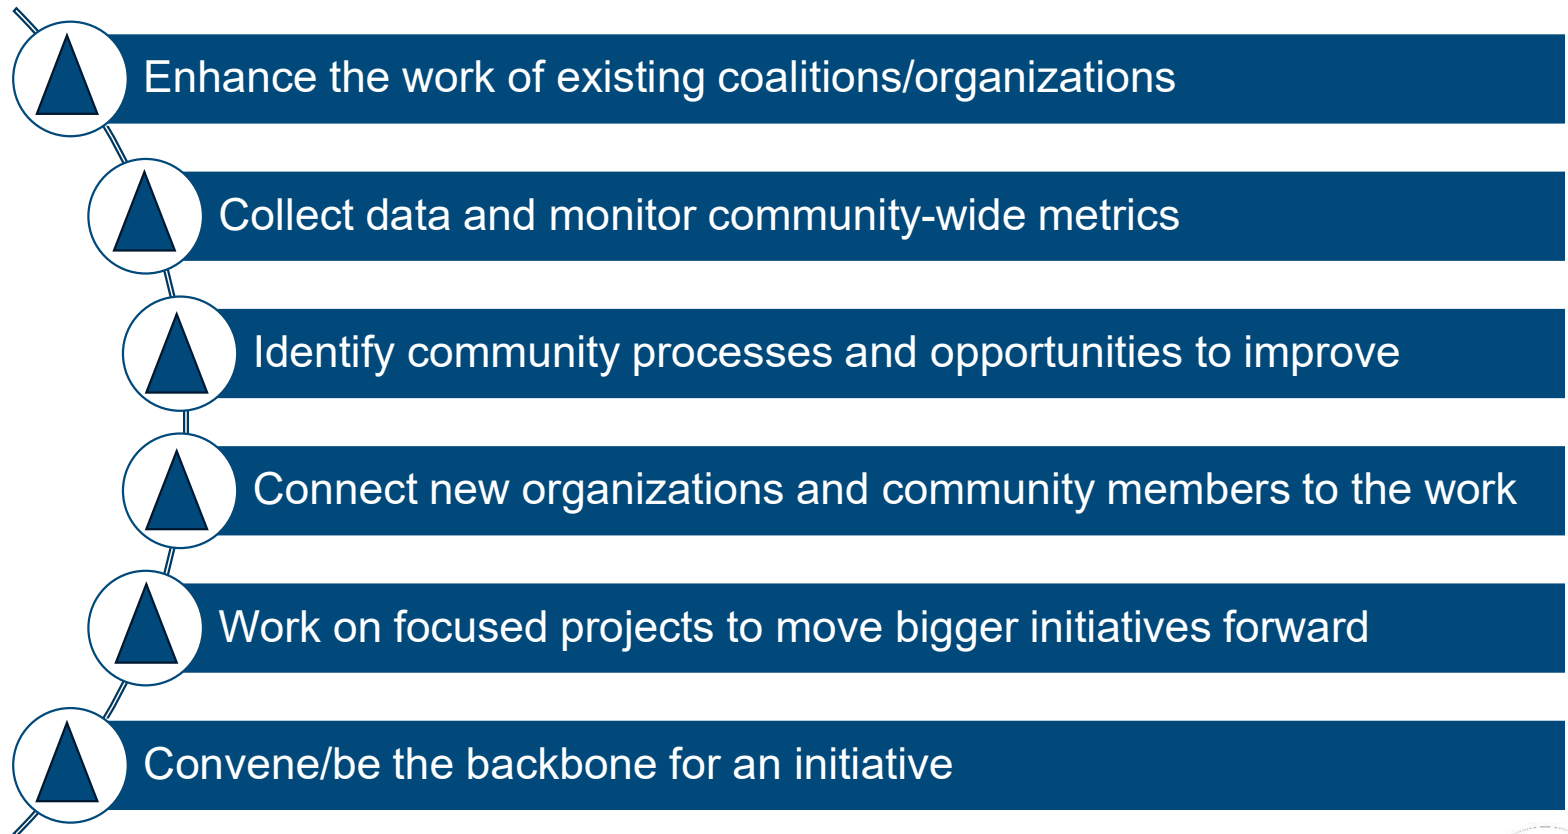 Enhance the work of existing coalitions/organizations
Collect data and monitor community-wide metrics
Identify community processes and opportunities to improve
Connect new organizations and community members to the work
Work on focused projects to move bigger initiatives forward
Convene/be the backbone for an initiative